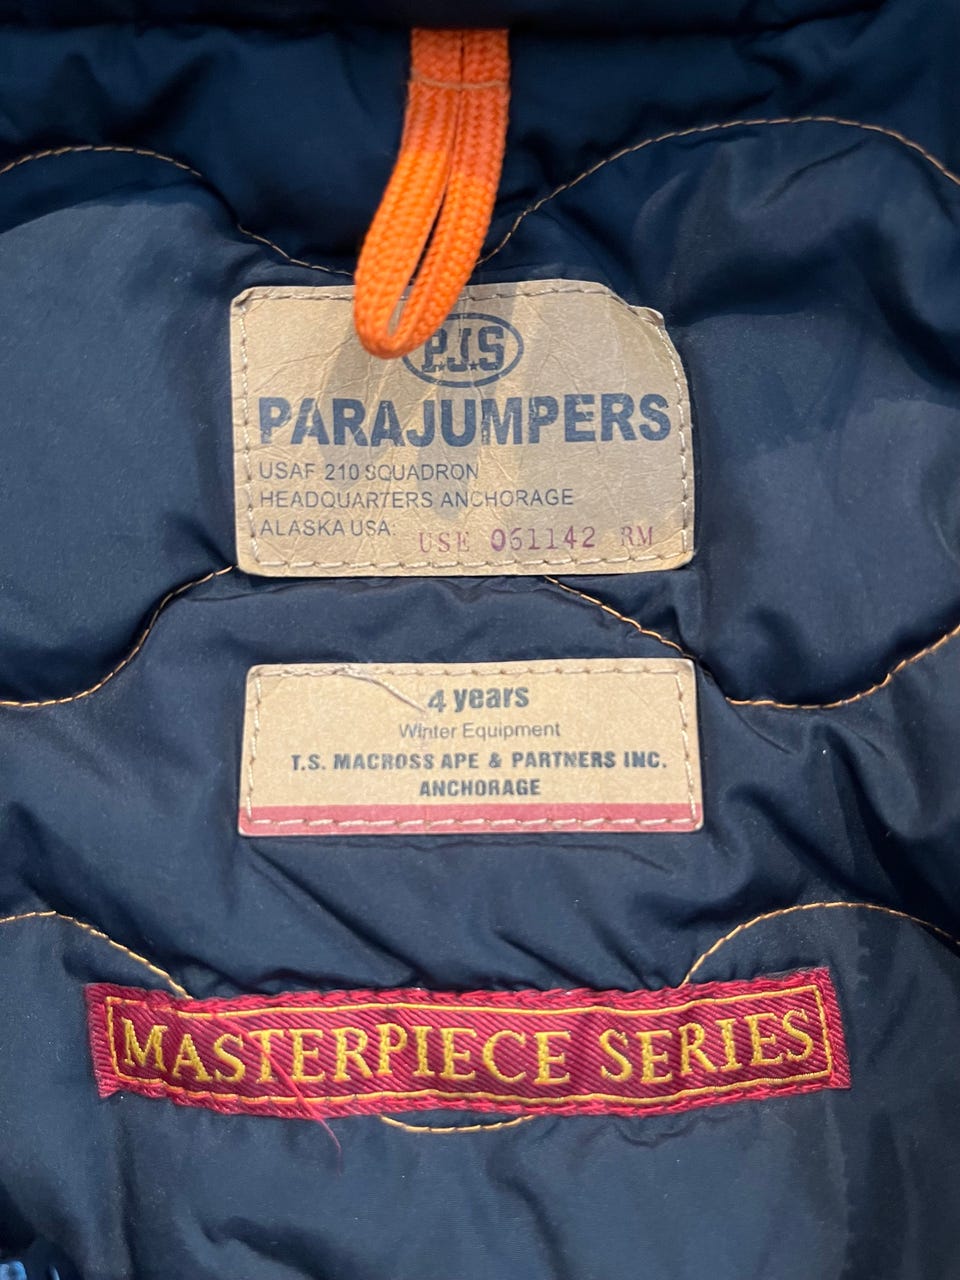 P.J.S
PARAJUMPERS
USAF 210 SQUADRON
HEADQUARTERS ANCHORAGE
ALASKA USA: USE 061142 RM
4 years
Winter Equipment
T.S. MACROSS APE & PARTNERS INC.
ANCHORAGE
MASTERPIECE SERIES